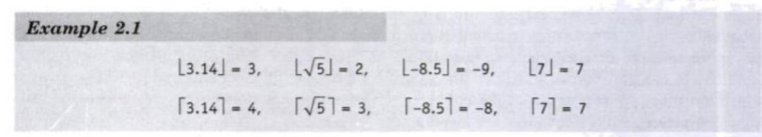 Example 2.1
⌊3.14⌋ = 3, ⌊√5⌋ = 2, ⌊-8.5⌋ = -9, ⌊7⌋ = 7
⌈3.14⌉ = 4, ⌈√5⌉ = 3, ⌈-8.5⌉ = -8, ⌈7⌉ = 7